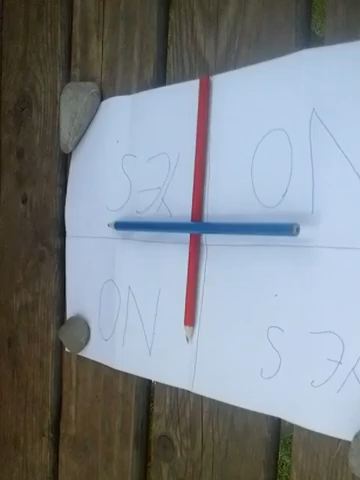 YES NO
NO YES